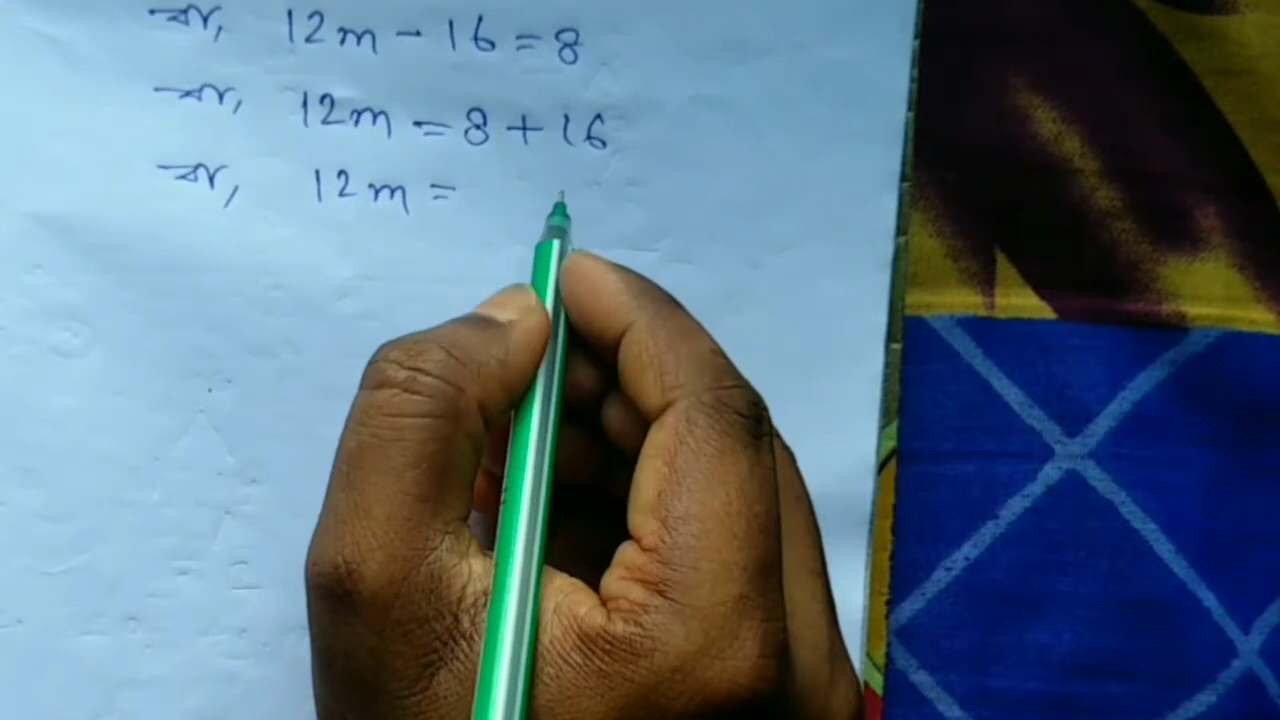 বা, 12m - 16 = 8
বা, 12m = 8 + 16
বা, 12m =